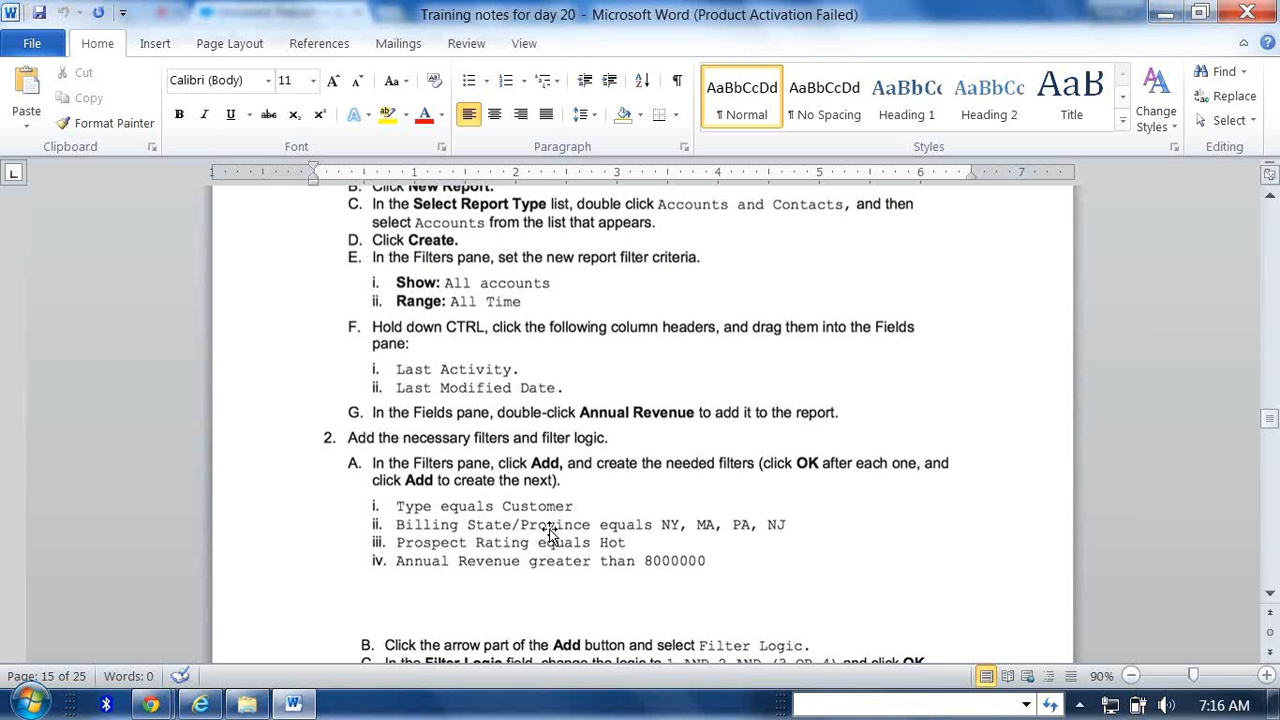 Training notes for day 20 - Microsoft Word (Product Activation Failed)
File Home Insert Page Layout References Mailings Review View
Paste
Cut
Copy
Format Painter
Clipboard
Calibri (Body) 11
Font
Paragraph
AaBbCcDd AaBbCcDd AaBbCc AaBbCc AaB
¶ Normal ¶ No Spacing Heading 1 Heading 2 Title
Change Styles
Styles
Find
Replace
Select
Editing
1 1 2 3 4 5 6 7
B. Click New Report.
C. In the Select Report Type list, double click Accounts and Contacts, and then
select Accounts from the list that appears.
D. Click Create.
E. In the Filters pane, set the new report filter criteria.
i. Show: All accounts
ii. Range: All Time
F. Hold down CTRL, click the following column headers, and drag them into the Fields
pane:
i. Last Activity.
ii. Last Modified Date.
G. In the Fields pane, double-click Annual Revenue to add it to the report.
2. Add the necessary filters and filter logic.
A. In the Filters pane, click Add, and create the needed filters (click OK after each one, and
click Add to create the next).
i. Type equals Customer
ii. Billing State/Province equals NY, MA, PA, NJ
iii. Prospect Rating equals Hot
iv. Annual Revenue greater than 8000000
B. Click the arrow part of the Add button and select Filter Logic.
C. In the Filter Logic field, change the logic to 1 AND 2 AND (3 OR 4) and click OK.
Page: 15 of 25 Words: 0 90%
7:16 AM